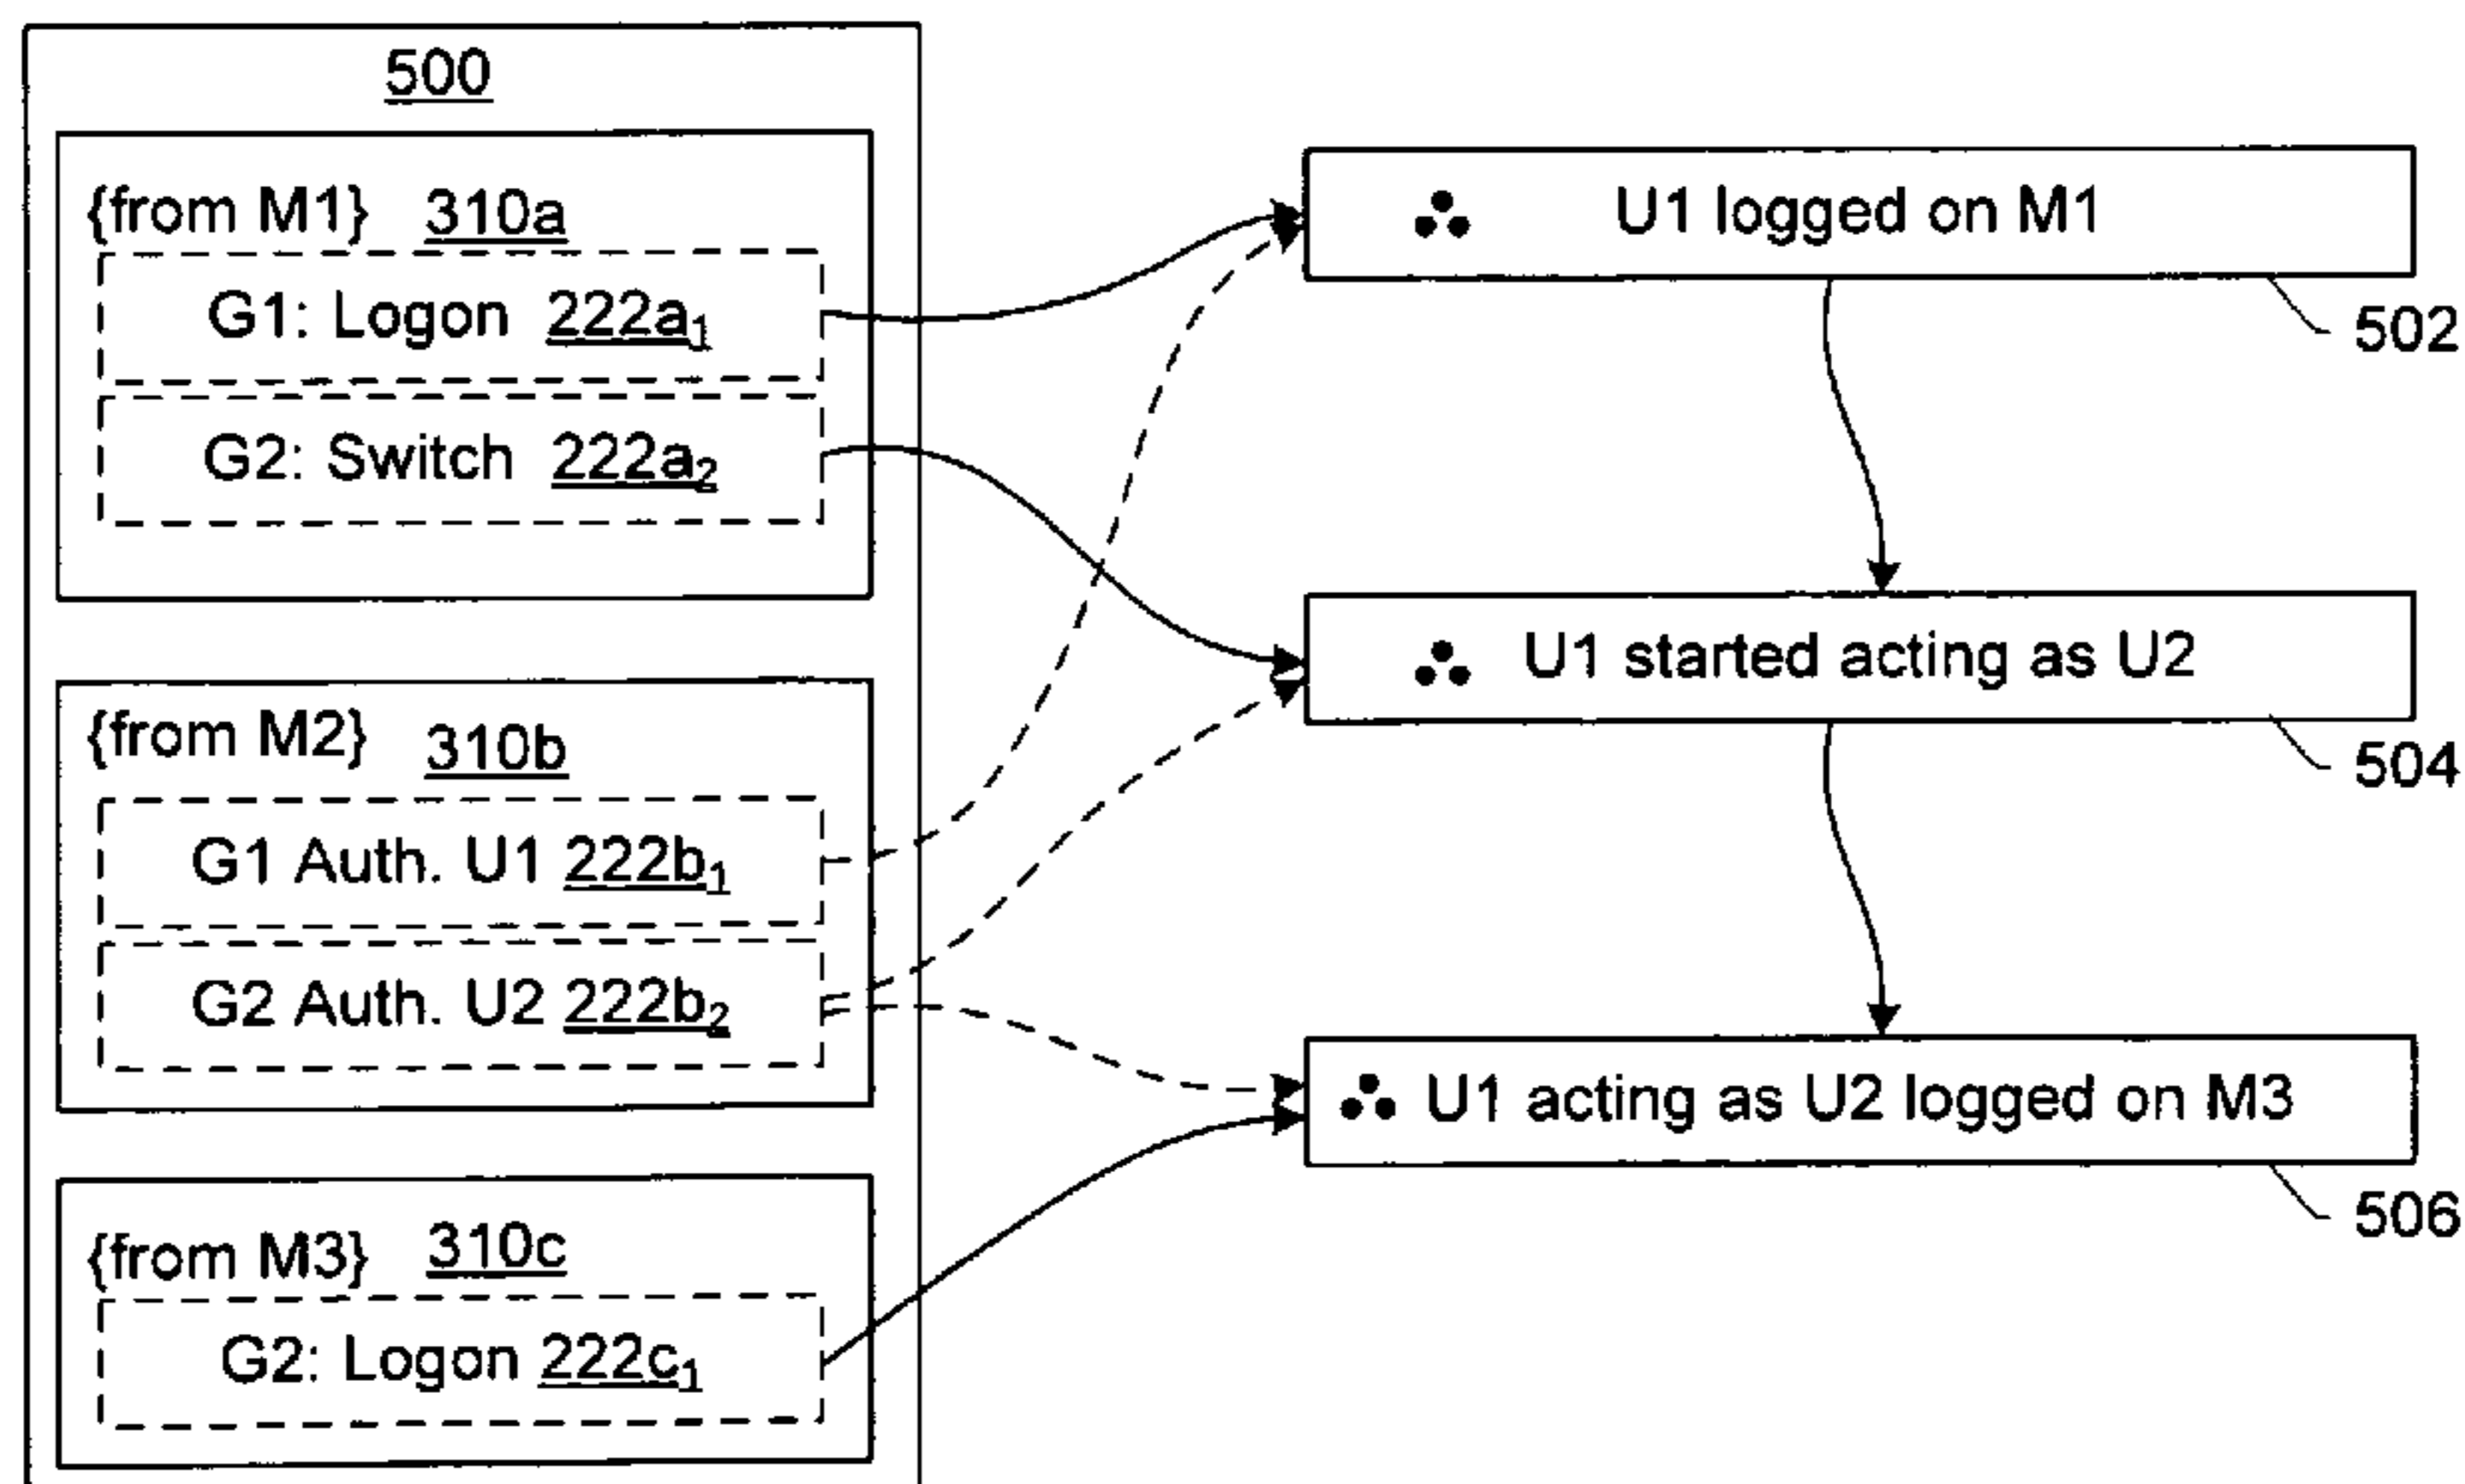 500
{from M1} 310a
G1: Logon 222a₁
G2: Switch 222a₂
{from M2} 310b
G1 Auth. U1 222b₁
G2 Auth. U2 222b₂
{from M3} 310c
G2: Logon 222c₁
U1 logged on M1
502
U1 started acting as U2
504
U1 acting as U2 logged on M3
506